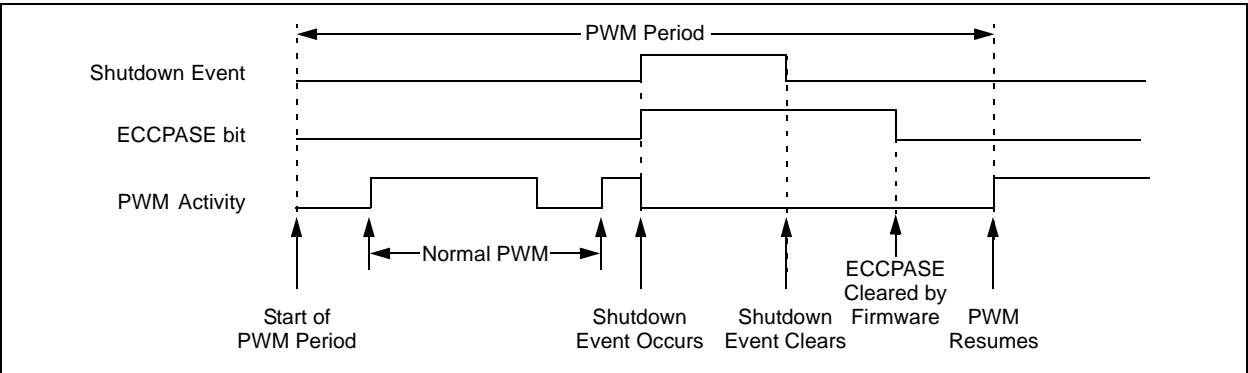 PWM Period
Shutdown Event
ECCPASE bit
PWM Activity
Normal PWM
Start of
PWM Period
Shutdown
Event Occurs
Shutdown
Event Clears
ECCPASE
Cleared by
Firmware
PWM
Resumes